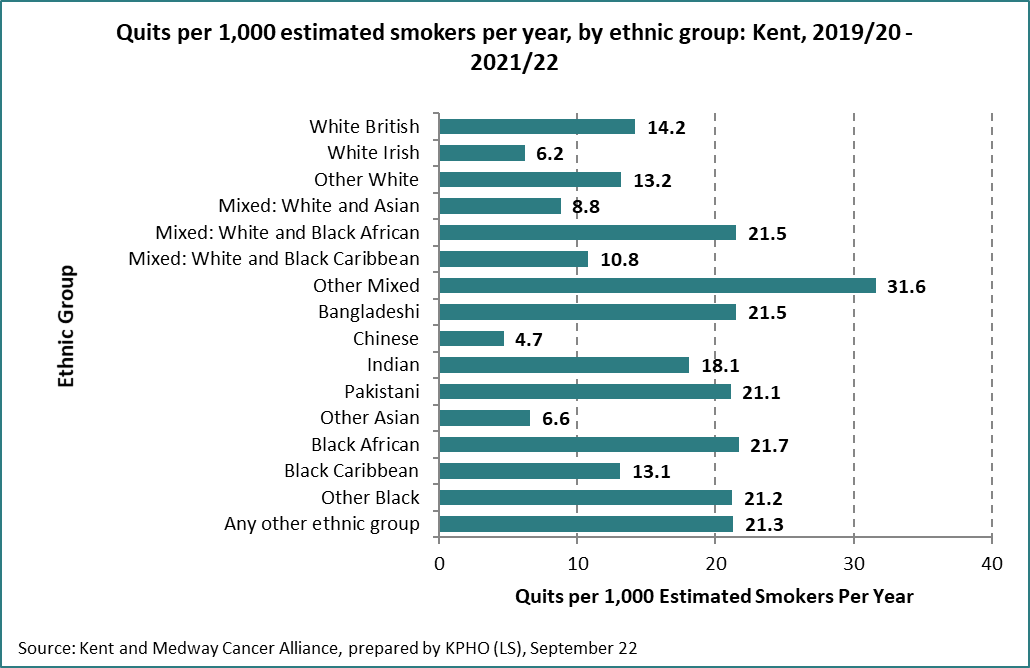 Quits per 1,000 estimated smokers per year, by ethnic group: Kent, 2019/20 -
2021/22
Ethnic Group
White British 14.2
White Irish 6.2
Other White 13.2
Mixed: White and Asian 8.8
Mixed: White and Black African 21.5
Mixed: White and Black Caribbean 10.8
Other Mixed 31.6
Bangladeshi 21.5
Chinese 4.7
Indian 18.1
Pakistani 21.1
Other Asian 6.6
Black African 21.7
Black Caribbean 13.1
Other Black 21.2
Any other ethnic group 21.3
0 10 20 30 40
Quits per 1,000 Estimated Smokers Per Year
Source: Kent and Medway Cancer Alliance, prepared by KPHO (LS), September 22